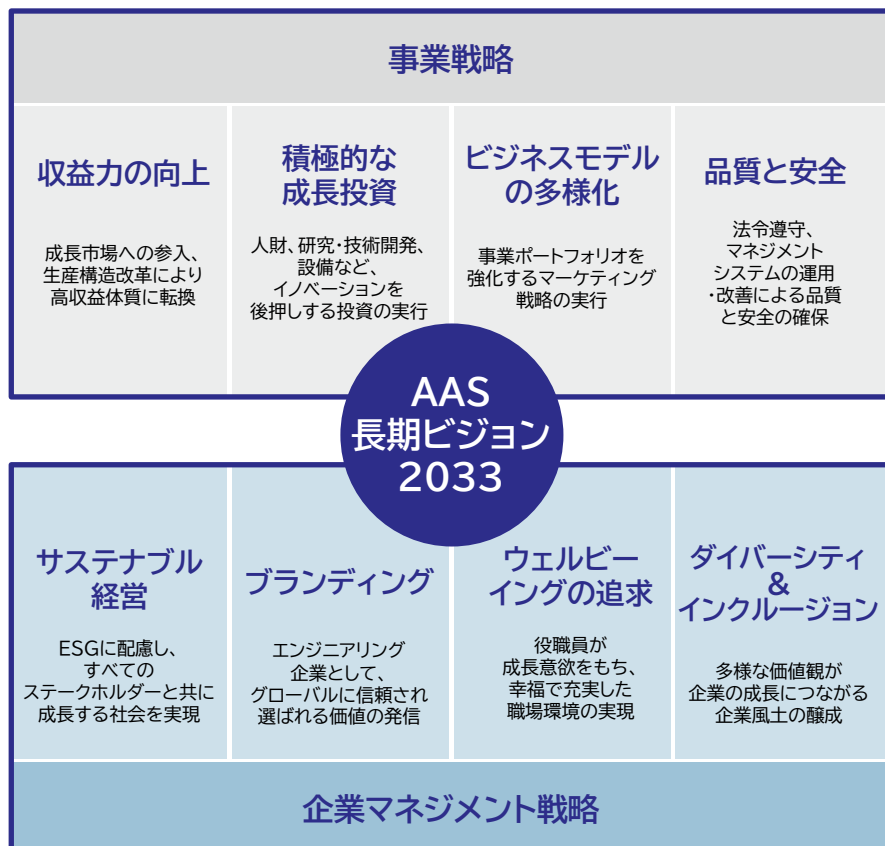 事業戦略
収益力の向上
成長市場への参入、
生産構造改革により
高収益体質に転換
積極的な
成長投資
人財、研究・技術開発、
設備など、
イノベーションを
後押しする投資の実行
ビジネスモデル
の多様化
事業ポートフォリオを
強化するマーケティング
戦略の実行
品質と安全
法令遵守、
マネジメント
システムの運用
・改善による品質
と安全の確保
AAS
長期ビジョン
2033
サステナブル
経営
ESGに配慮し、
すべての
ステークホルダーと共に
成長する社会を実現
ブランディング
エンジニアリング
企業として、
グローバルに信頼され
選ばれる価値の発信
ウェルビー
イングの追求
役職員が
成長意欲をもち、
幸福で充実した
職場環境の実現
ダイバーシティ
&
インクルージョン
多様な価値観が
企業の成長につながる
企業風土の醸成
企業マネジメント戦略